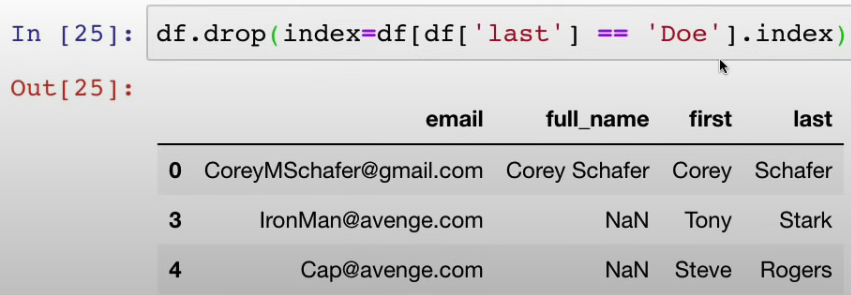 In [25]: df.drop(index=df[df['last'] == 'Doe'].index)
Out[25]:
email full_name first last
0 CoreyMSchafer@gmail.com Corey Schafer Corey Schafer
3 IronMan@avenge.com NaN Tony Stark
4 Cap@avenge.com NaN Steve Rogers